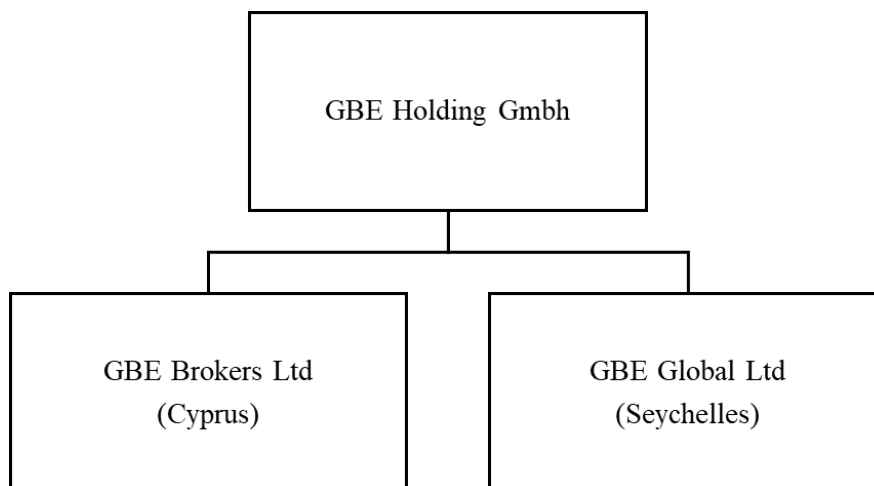 GBE Holding Gmbh
GBE Brokers Ltd
(Cyprus)
GBE Global Ltd
(Seychelles)